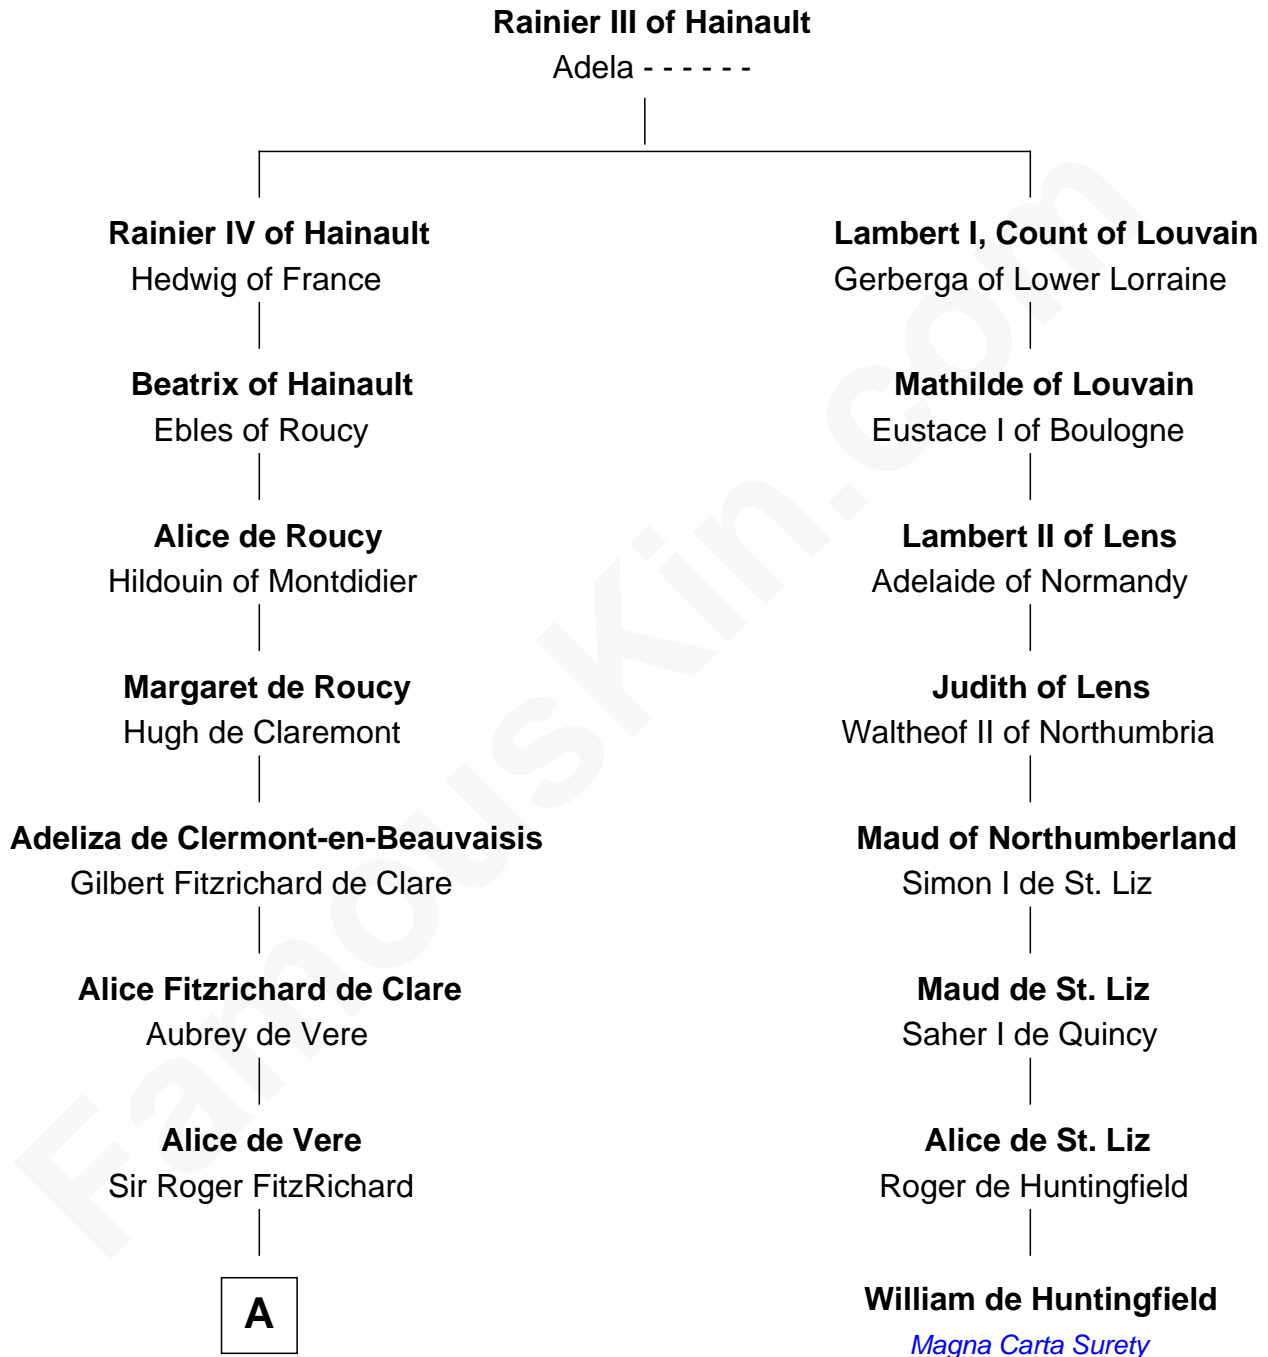 Rainier III of Hainault
Adela - - - - - -
Rainier IV of Hainault
Hedwig of France
Lambert I, Count of Louvain
Gerberga of Lower Lorraine
Beatrix of Hainault
Ebles of Roucy
Mathilde of Louvain
Eustace I of Boulogne
Alice de Roucy
Hildouin of Montdidier
Lambert II of Lens
Adelaide of Normandy
Margaret de Roucy
Hugh de Claremont
Judith of Lens
Waltheof II of Northumbria
Adeliza de Clermont-en-Beauvaisis
Gilbert Fitzrichard de Clare
Maud of Northumberland
Simon I de St. Liz
Alice Fitzrichard de Clare
Aubrey de Vere
Maud de St. Liz
Saher I de Quincy
Alice de Vere
Sir Roger FitzRichard
Alice de St. Liz
Roger de Huntingfield
A
William de Huntingfield
Magna Carta Surety
FamousKin.com